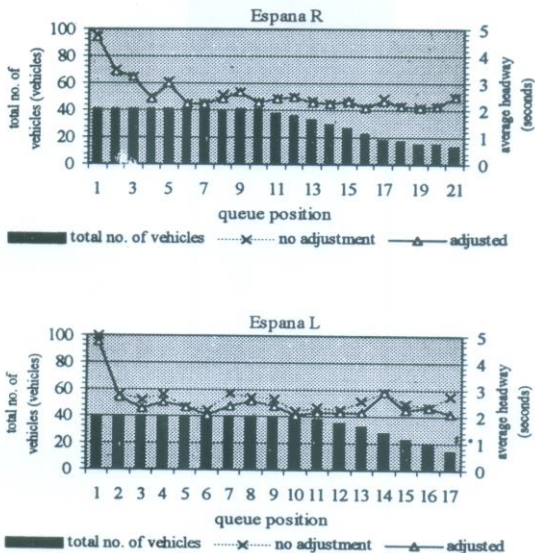 Espana R
total no. of
vehicles (vehicles)
100
80
60
40
20
0
5
4
3
2
1
0
average headway
(seconds)
1 3 5 7 9 11 13 15 17 19 21
queue position
total no. of vehicles no adjustment adjusted
Espana L
total no. of
vehicles (vehicles)
100
80
60
40
20
0
5
4
3
2
1
0
average headway
(seconds)
1 2 3 4 5 6 7 8 9 10 11 12 13 14 15 16 17
queue position
total no. of vehicles no adjustment adjusted